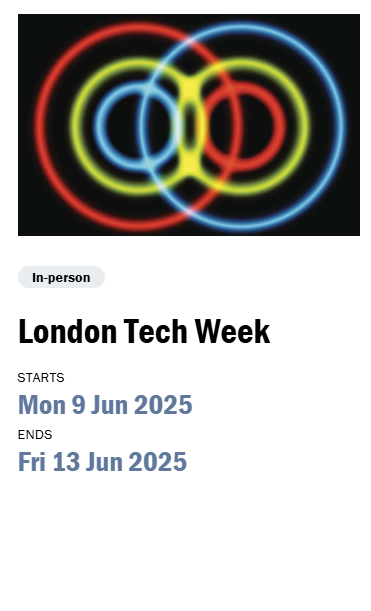 In-person
London Tech Week
STARTS
Mon 9 Jun 2025
ENDS
Fri 13 Jun 2025